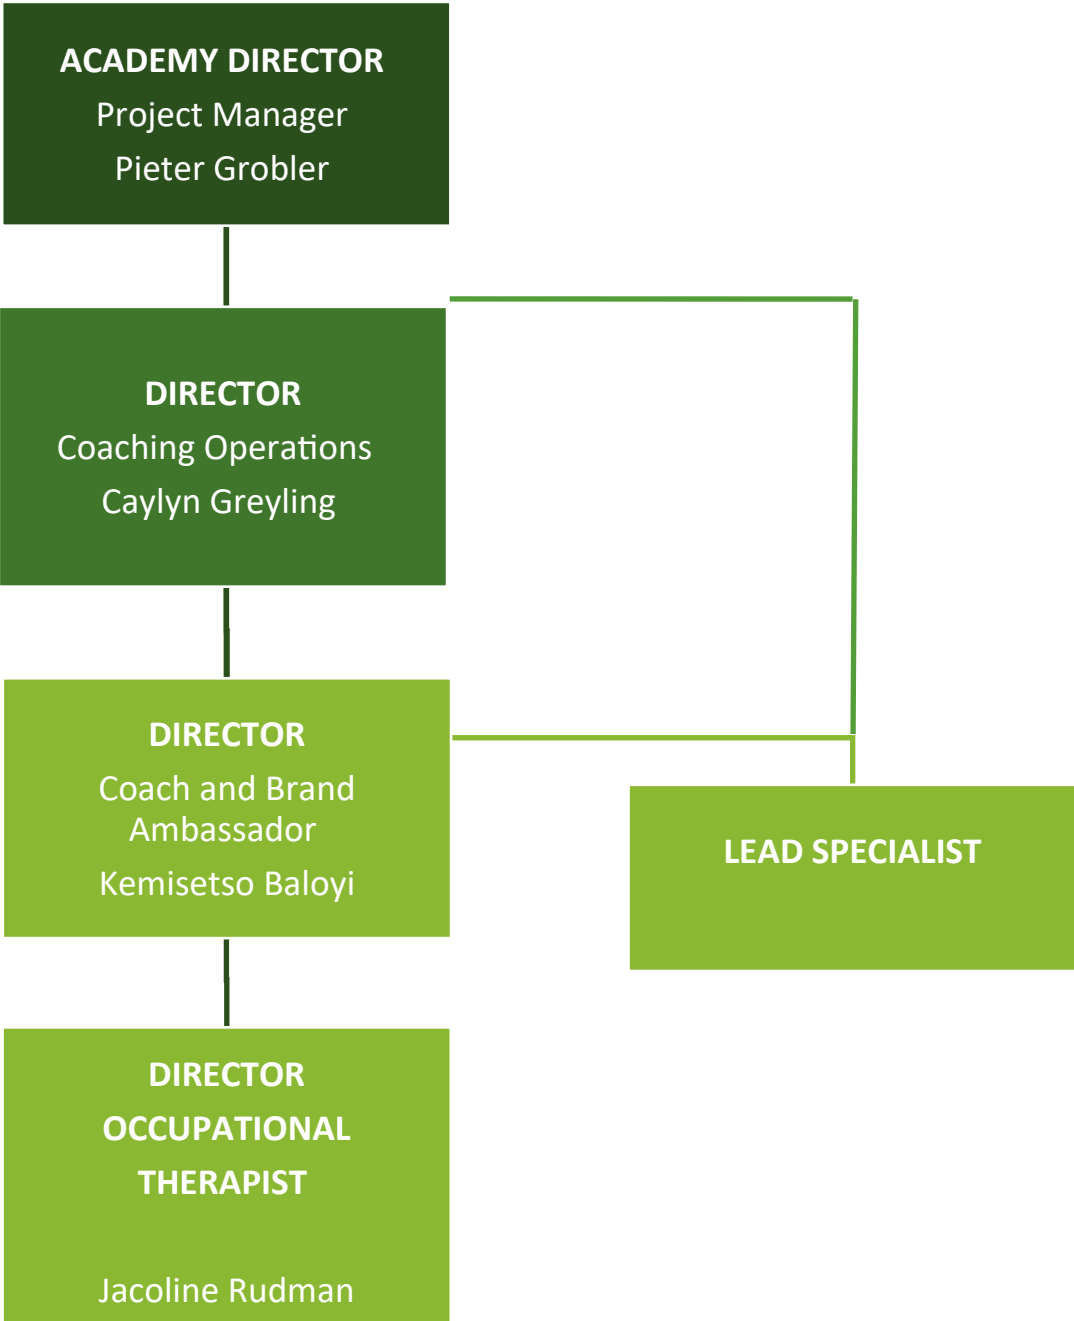 ACADEMY DIRECTOR
Project Manager
Pieter Grobler
DIRECTOR
Coaching Operations
Caylyn Greyling
DIRECTOR
Coach and Brand
Ambassador
Kemisetso Baloyi
LEAD SPECIALIST
DIRECTOR
OCCUPATIONAL
THERAPIST
Jacoline Rudman